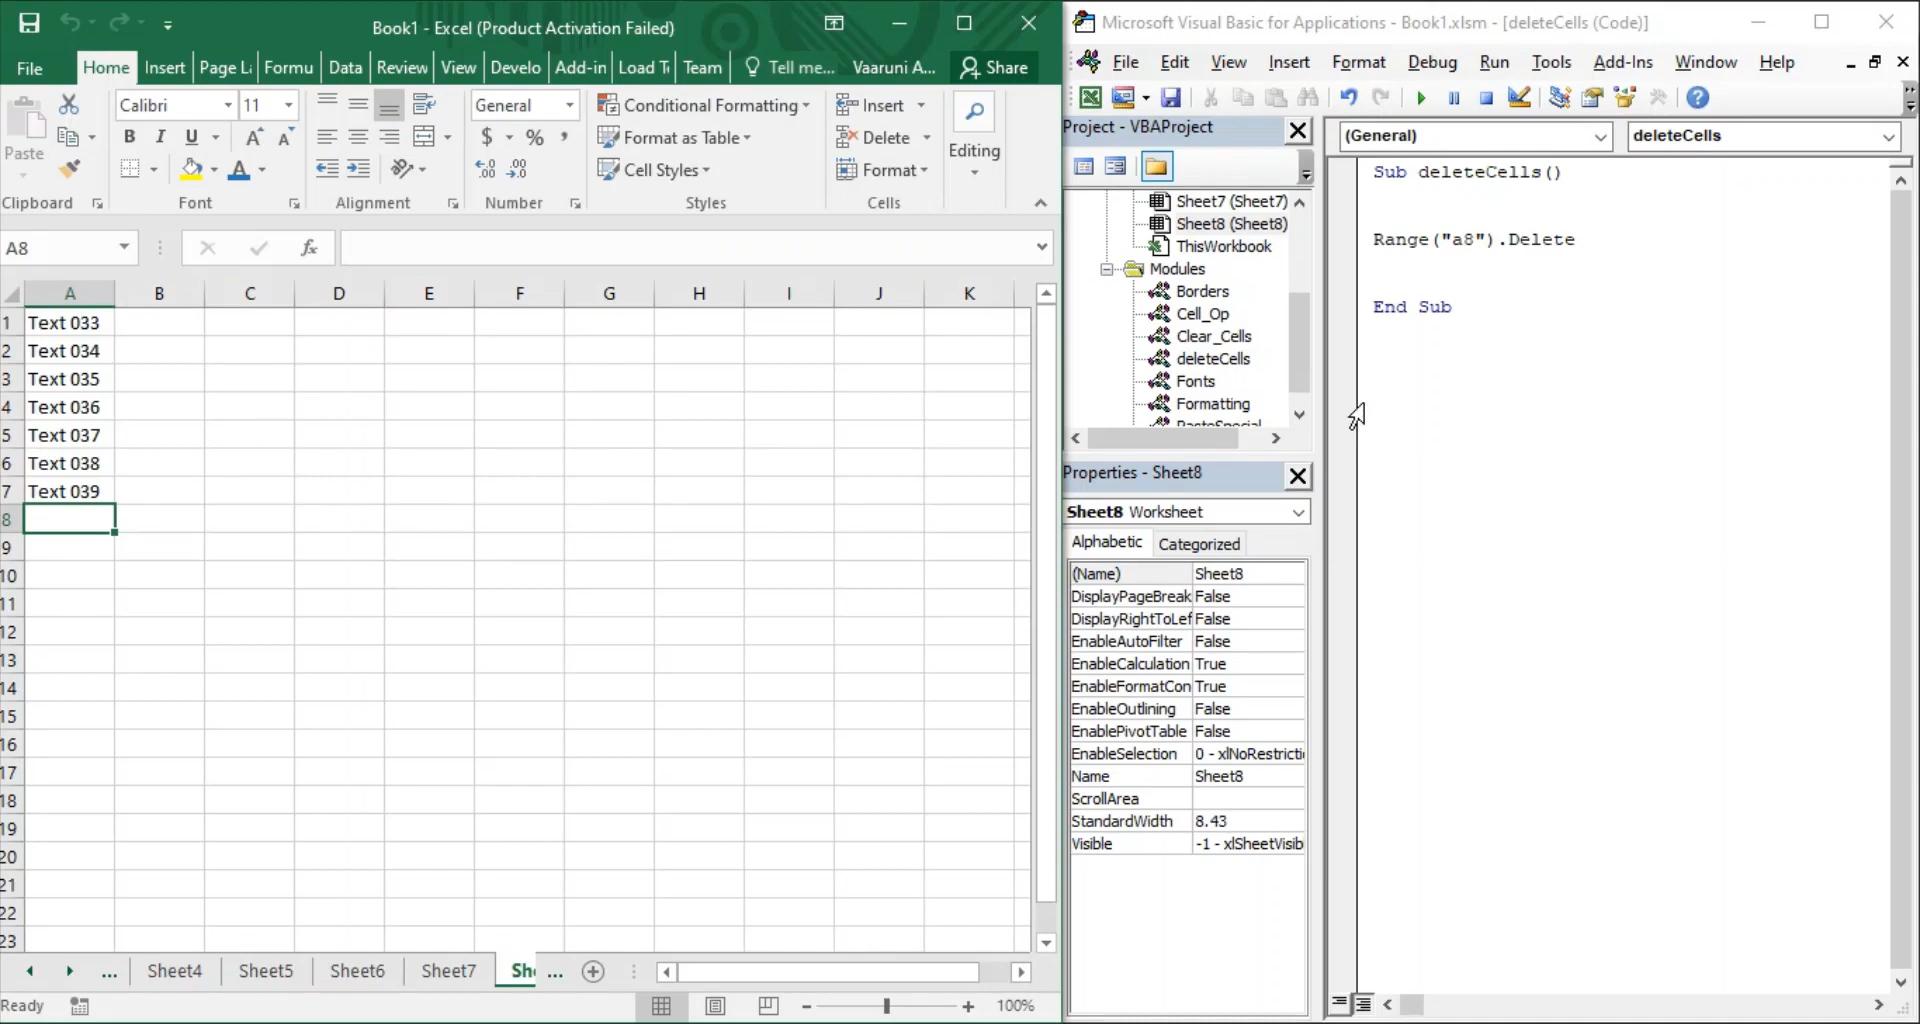 Book1 - Excel (Product Activation Failed)
File Home Insert Page Li Formu Data Review View Develo Add-in Load Te Team Tell me... Vaaruni A... Share
Paste
Calibri 11
B I U A A A
General
$ % ,
Conditional Formatting
Format as Table
Cell Styles
Insert
Delete
Format
Editing
Clipboard Font Alignment Number Styles Cells
A8 fx
A B C D E F G H I J K
1 Text 033
2 Text 034
3 Text 035
4 Text 036
5 Text 037
6 Text 038
7 Text 039
8
9
10
11
12
13
14
15
16
17
18
19
20
21
22
23
... Sheet4 Sheet5 Sheet6 Sheet7 Sh ...
Ready 100%
Microsoft Visual Basic for Applications - Book1.xlsm - [deleteCells (Code)]
File Edit View Insert Format Debug Run Tools Add-Ins Window Help
Project - VBAProject
Sheet7 (Sheet7)
Sheet8 (Sheet8)
ThisWorkbook
Modules
Borders
Cell_Op
Clear_Cells
deleteCells
Fonts
Formatting
PasteSpecial
Properties - Sheet8
Sheet8 Worksheet
Alphabetic Categorized
(Name) Sheet8
DisplayPageBreak False
DisplayRightToLef False
EnableAutoFilter False
EnableCalculation True
EnableFormatCon True
EnableOutlining False
EnablePivotTable False
EnableSelection 0 - xlNoRestricti
Name Sheet8
ScrollArea
StandardWidth 8.43
Visible -1 - xlSheetVisib
(General) deleteCells
Sub deleteCells()
Range("a8").Delete
End Sub